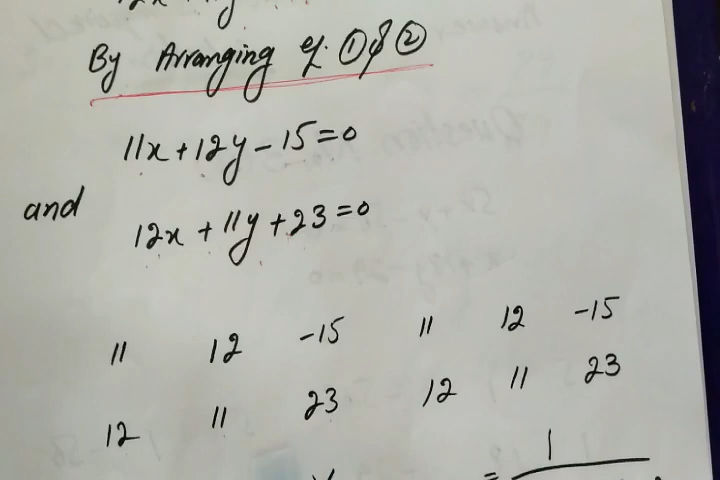 By Arranging eq. ① & ②
11x + 12y - 15 = 0
and
12x + 11y + 23 = 0
11 12 -15 11 12 -15
12 11 23 12 11 23
= 1